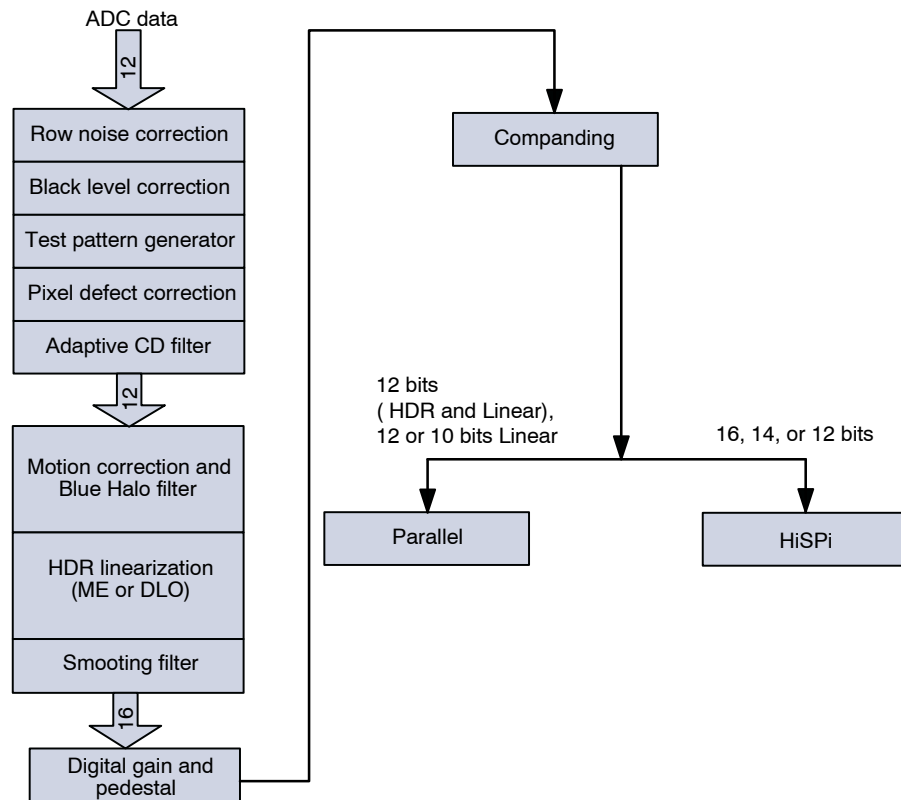 ADC data
12
Row noise correction
Black level correction
Test pattern generator
Pixel defect correction
Adaptive CD filter
12
Motion correction and
Blue Halo filter
HDR linearization
(ME or DLO)
Smooting filter
16
Digital gain and
pedestal
Companding
12 bits
( HDR and Linear),
12 or 10 bits Linear
16, 14, or 12 bits
Parallel
HiSPi